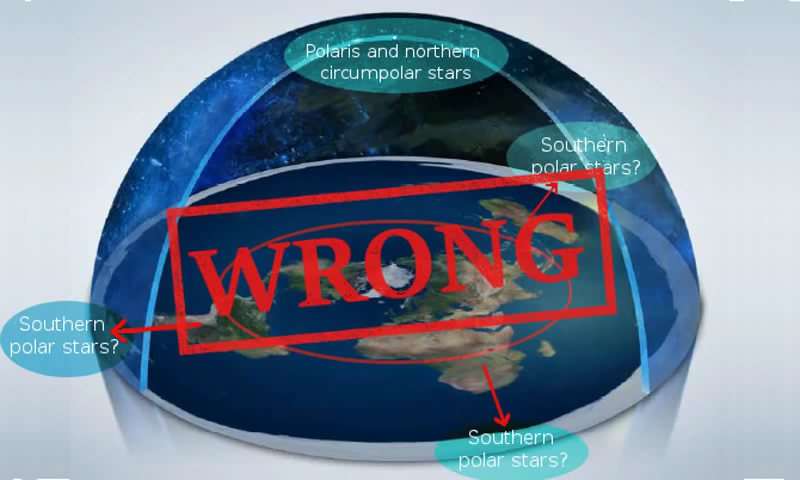 Polaris and northern
circumpolar stars
Southern
polar stars?
WRONG
Southern
polar stars?
Southern
polar stars?